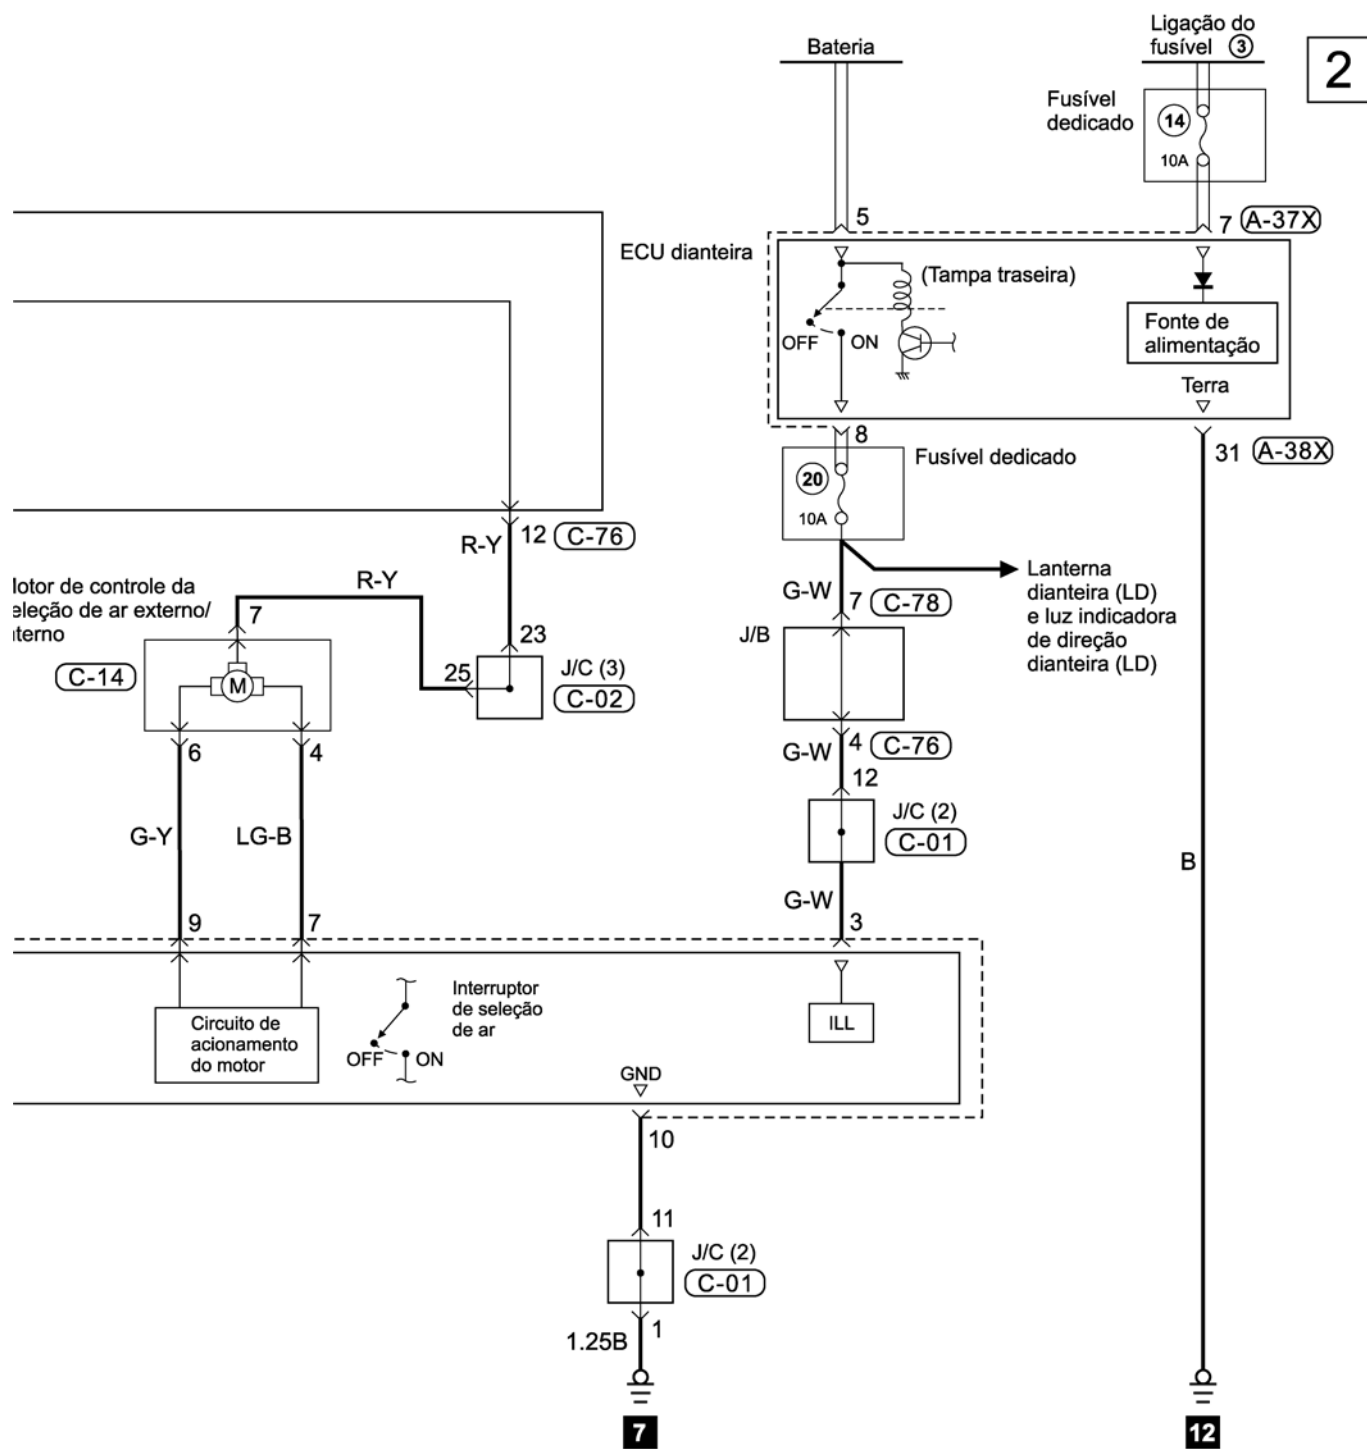 Bateria
Ligação do
fusível 3
2
Fusível
dedicado
14
10A
5
7 A-37X
ECU dianteira
(Tampa traseira)
OFF ON
Fonte de
alimentação
Terra
8
31 A-38X
Fusível dedicado
20
10A
12 C-76
R-Y
Lanterna
dianteira (LD)
e luz indicadora
de direção
dianteira (LD)
G-W
7 C-78
J/B
de controle da
de ar externo/
R-Y
7
23
25
J/C (3)
C-02
C-14
M
6
4
G-W
4 C-76
12
J/C (2)
C-01
G-Y
LG-B
B
G-W
9
7
3
Interruptor
de seleção
de ar
OFF ON
Circuito de
acionamento
do motor
ILL
GND
10
11
J/C (2)
C-01
1
1.25B
7
12